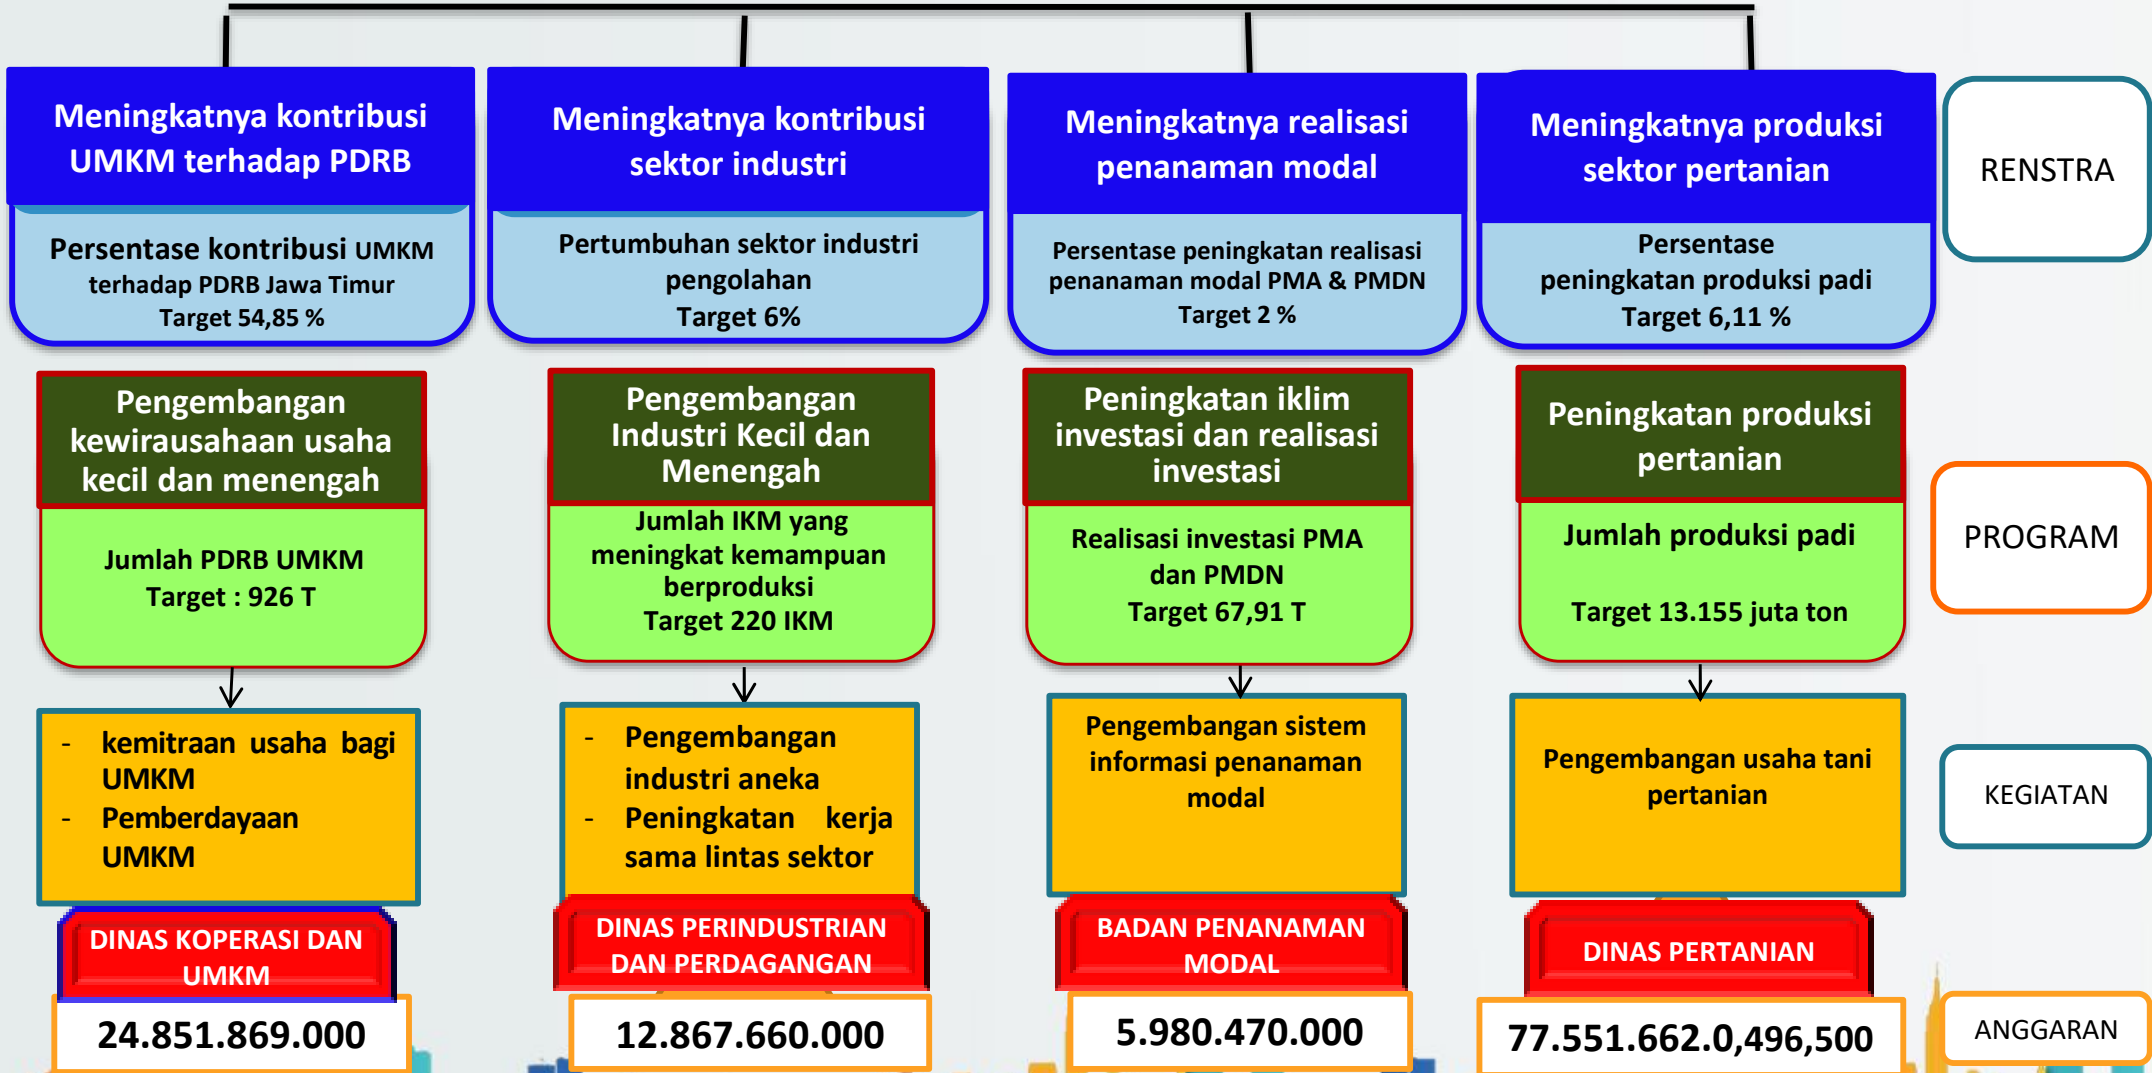 Meningkatnya kontribusi
UMKM terhadap PDRB
Persentase kontribusi UMKM
terhadap PDRB Jawa Timur
Target 54,85 %
Meningkatnya kontribusi
sektor industri
Pertumbuhan sektor industri
pengolahan
Target 6%
Meningkatnya realisasi
penanaman modal
Persentase peningkatan realisasi
penanaman modal PMA & PMDN
Target 2 %
Meningkatnya produksi
sektor pertanian
Persentase
peningkatan produksi padi
Target 6,11 %
RENSTRA
Pengembangan
kewirausahaan usaha
kecil dan menengah
Jumlah PDRB UMKM
Target : 926 T
Pengembangan
Industri Kecil dan
Menengah
Jumlah IKM yang
meningkat kemampuan
berproduksi
Target 220 IKM
Peningkatan iklim
investasi dan realisasi
investasi
Realisasi investasi PMA
dan PMDN
Target 67,91 T
Peningkatan produksi
pertanian
Jumlah produksi padi
Target 13.155 juta ton
PROGRAM
- kemitraan usaha bagi
UMKM
- Pemberdayaan
UMKM
- Pengembangan
industri aneka
- Peningkatan kerja
sama lintas sektor
Pengembangan sistem
informasi penanaman
modal
Pengembangan usaha tani
pertanian
KEGIATAN
DINAS KOPERASI DAN
UMKM
DINAS PERINDUSTRIAN
DAN PERDAGANGAN
BADAN PENANAMAN
MODAL
DINAS PERTANIAN
24.851.869.000
12.867.660.000
5.980.470.000
77.551.662.0,496,500
ANGGARAN